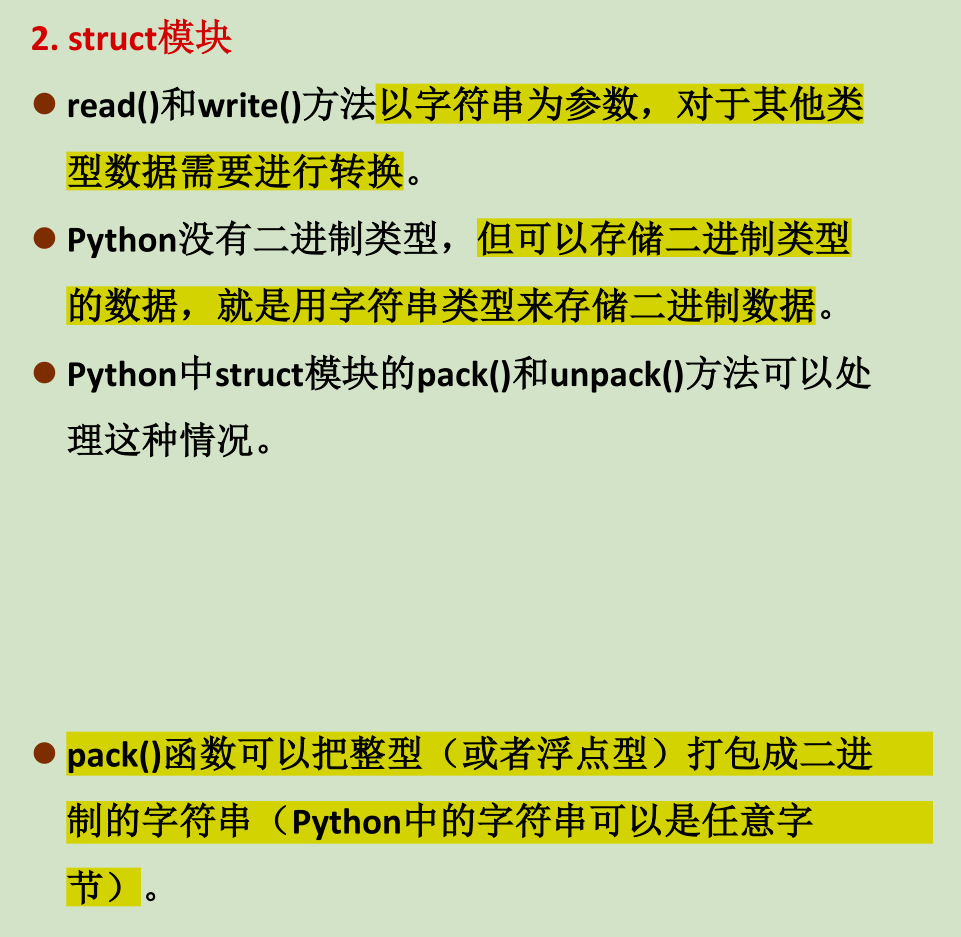 2. struct模块
● read()和write()方法以字符串为参数，对于其他类
型数据需要进行转换。
● Python没有二进制类型，但可以存储二进制类型
的数据，就是用字符串类型来存储二进制数据。
● Python中struct模块的pack()和unpack()方法可以处
理这种情况。
● pack()函数可以把整型（或者浮点型）打包成二进
制的字符串（Python中的字符串可以是任意字
节）。